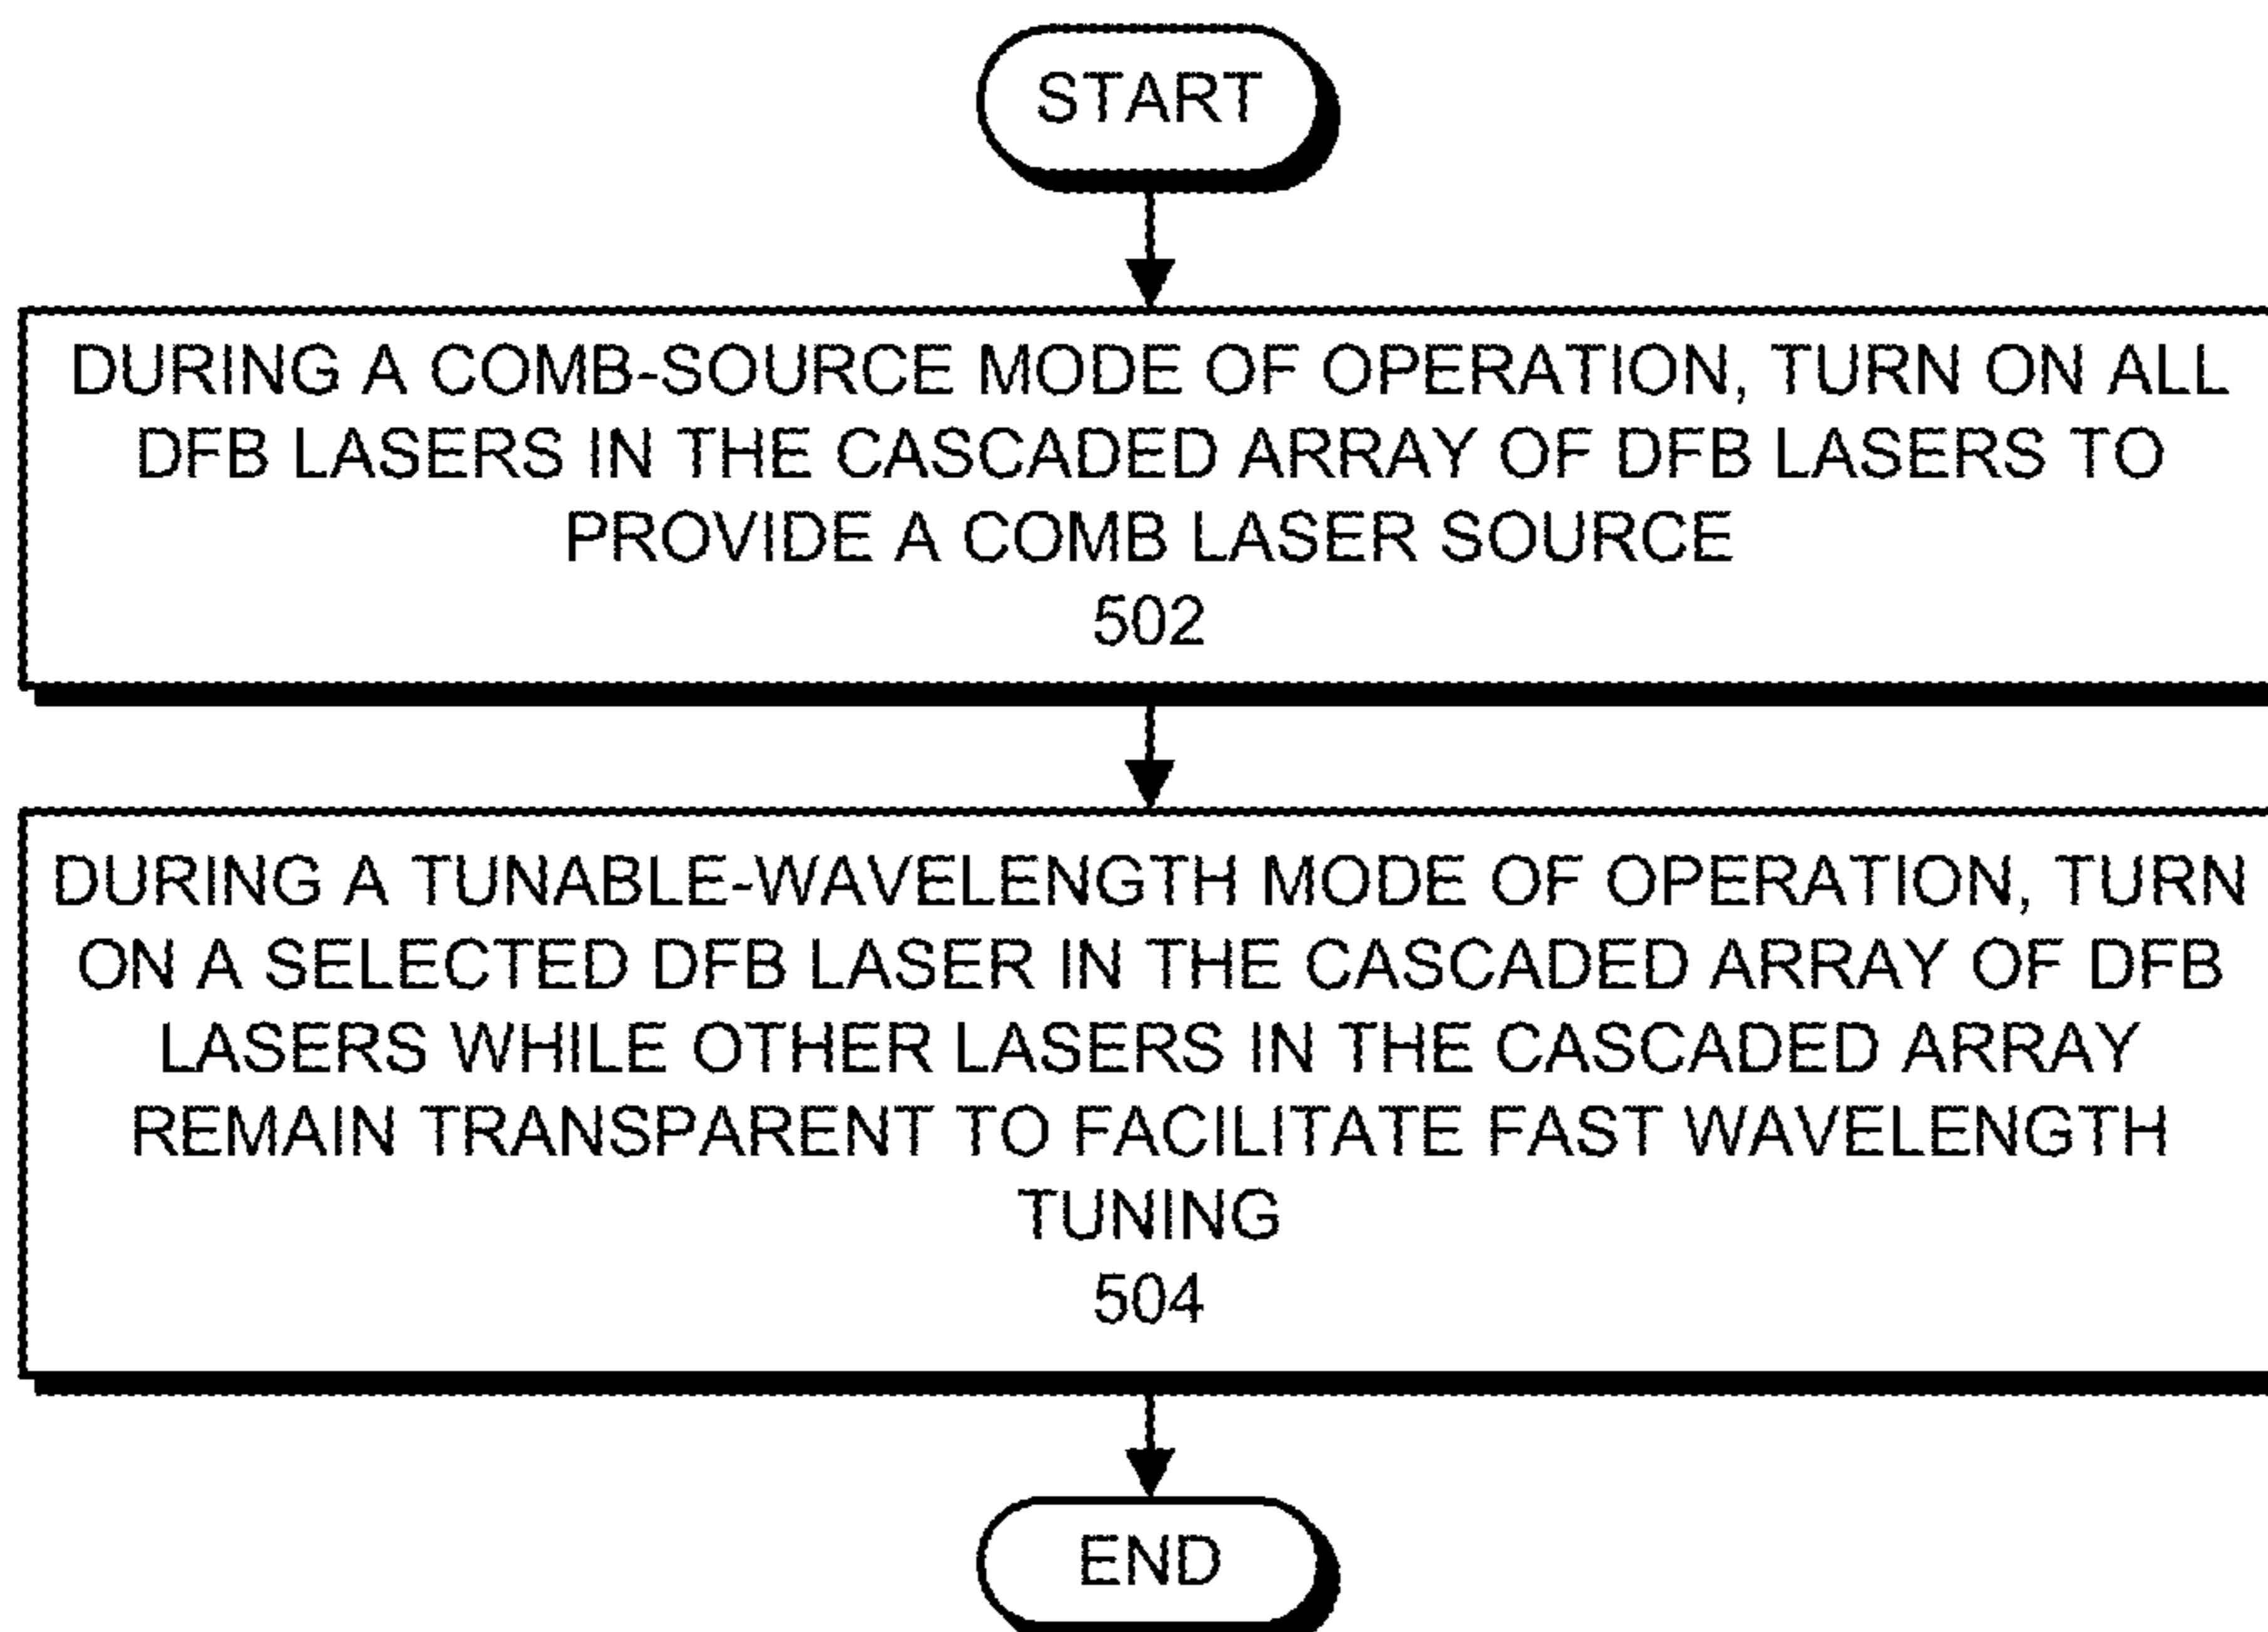 START
DURING A COMB-SOURCE MODE OF OPERATION, TURN ON ALL
DFB LASERS IN THE CASCADED ARRAY OF DFB LASERS TO
PROVIDE A COMB LASER SOURCE
502
DURING A TUNABLE-WAVELENGTH MODE OF OPERATION, TURN
ON A SELECTED DFB LASER IN THE CASCADED ARRAY OF DFB
LASERS WHILE OTHER LASERS IN THE CASCADED ARRAY
REMAIN TRANSPARENT TO FACILITATE FAST WAVELENGTH
TUNING
504
END